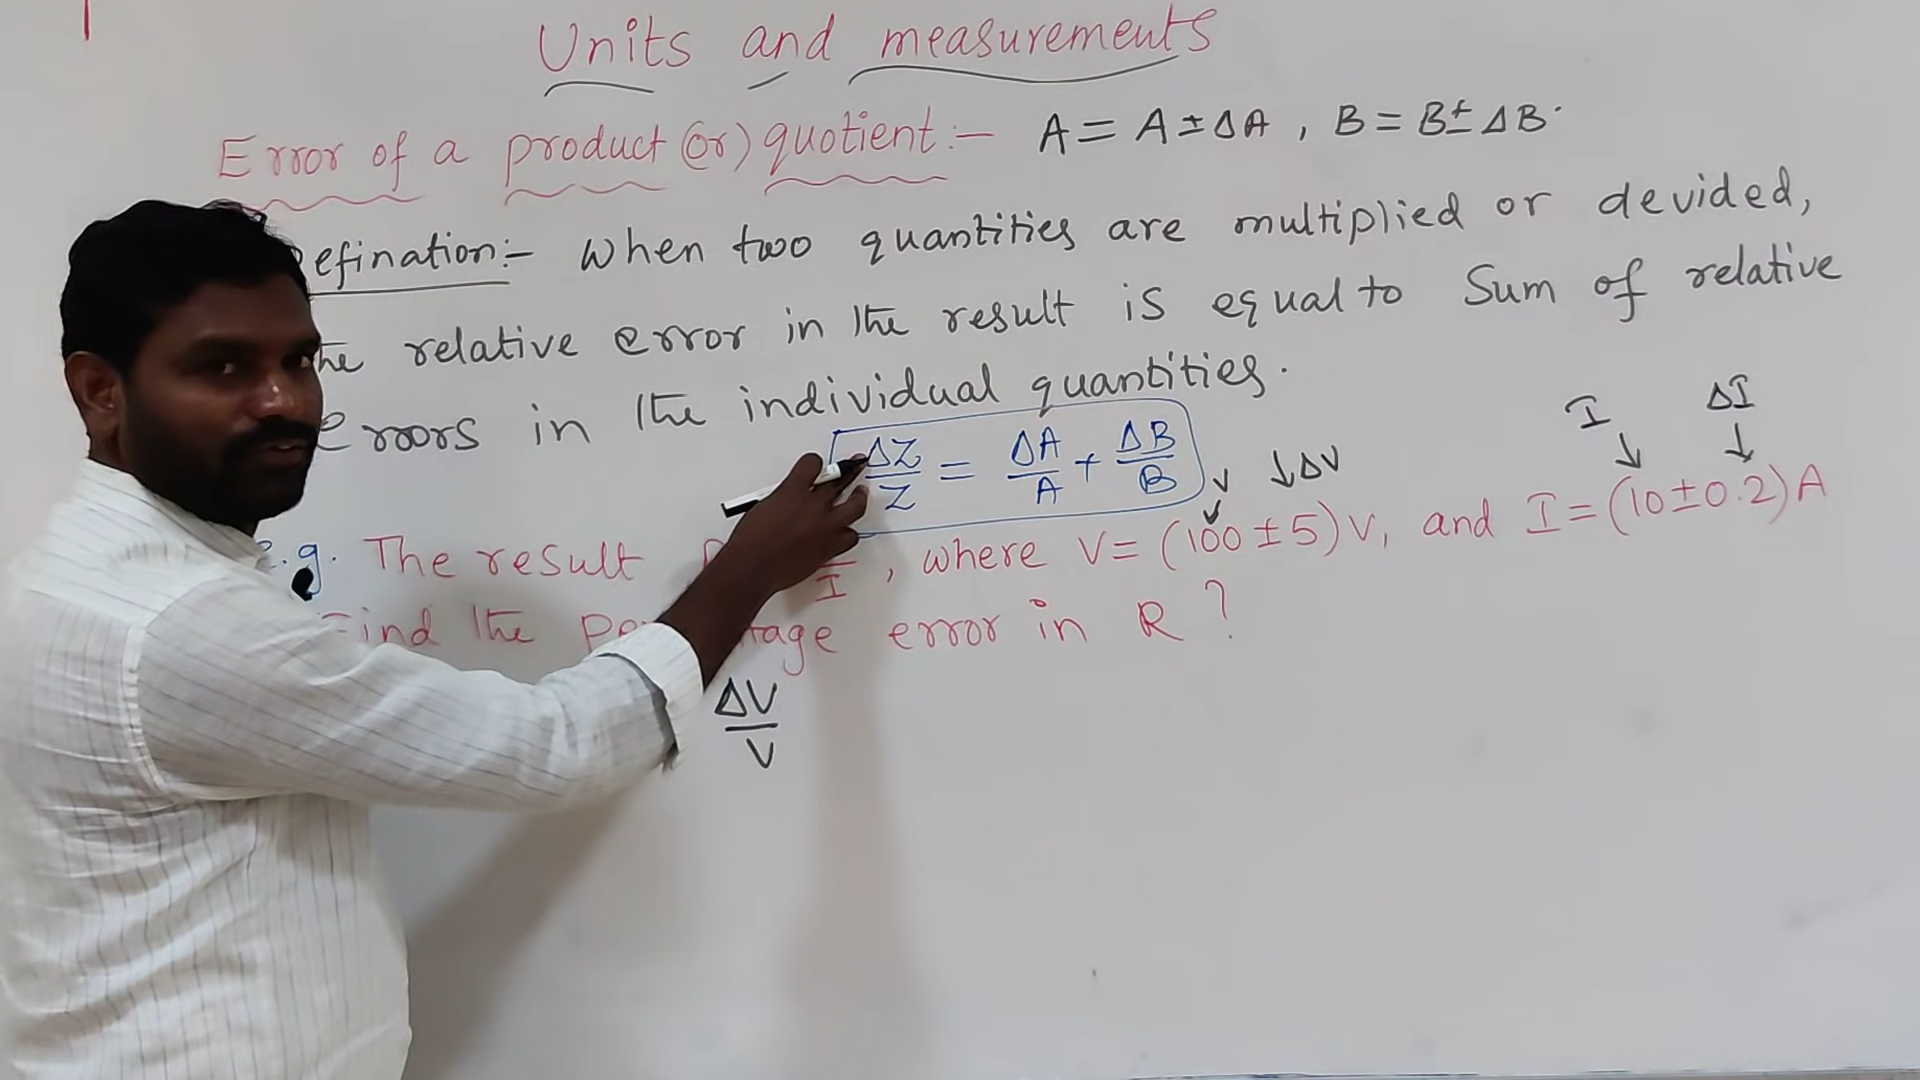 Units and measurements
Error of a product (or) quotient:- A = A ± ΔA , B = B ± ΔB.
efination:- When two quantities are multiplied or devided,
he relative error in the result is equal to Sum of relative
errors in the individual quantities.
ΔZ/Z = ΔA/A + ΔB/B
V ↓ΔV
I ΔI
e.g. The result I , where V = (100 ± 5) V, and I = (10 ± 0.2) A
Find the error in R ?
ΔV/V